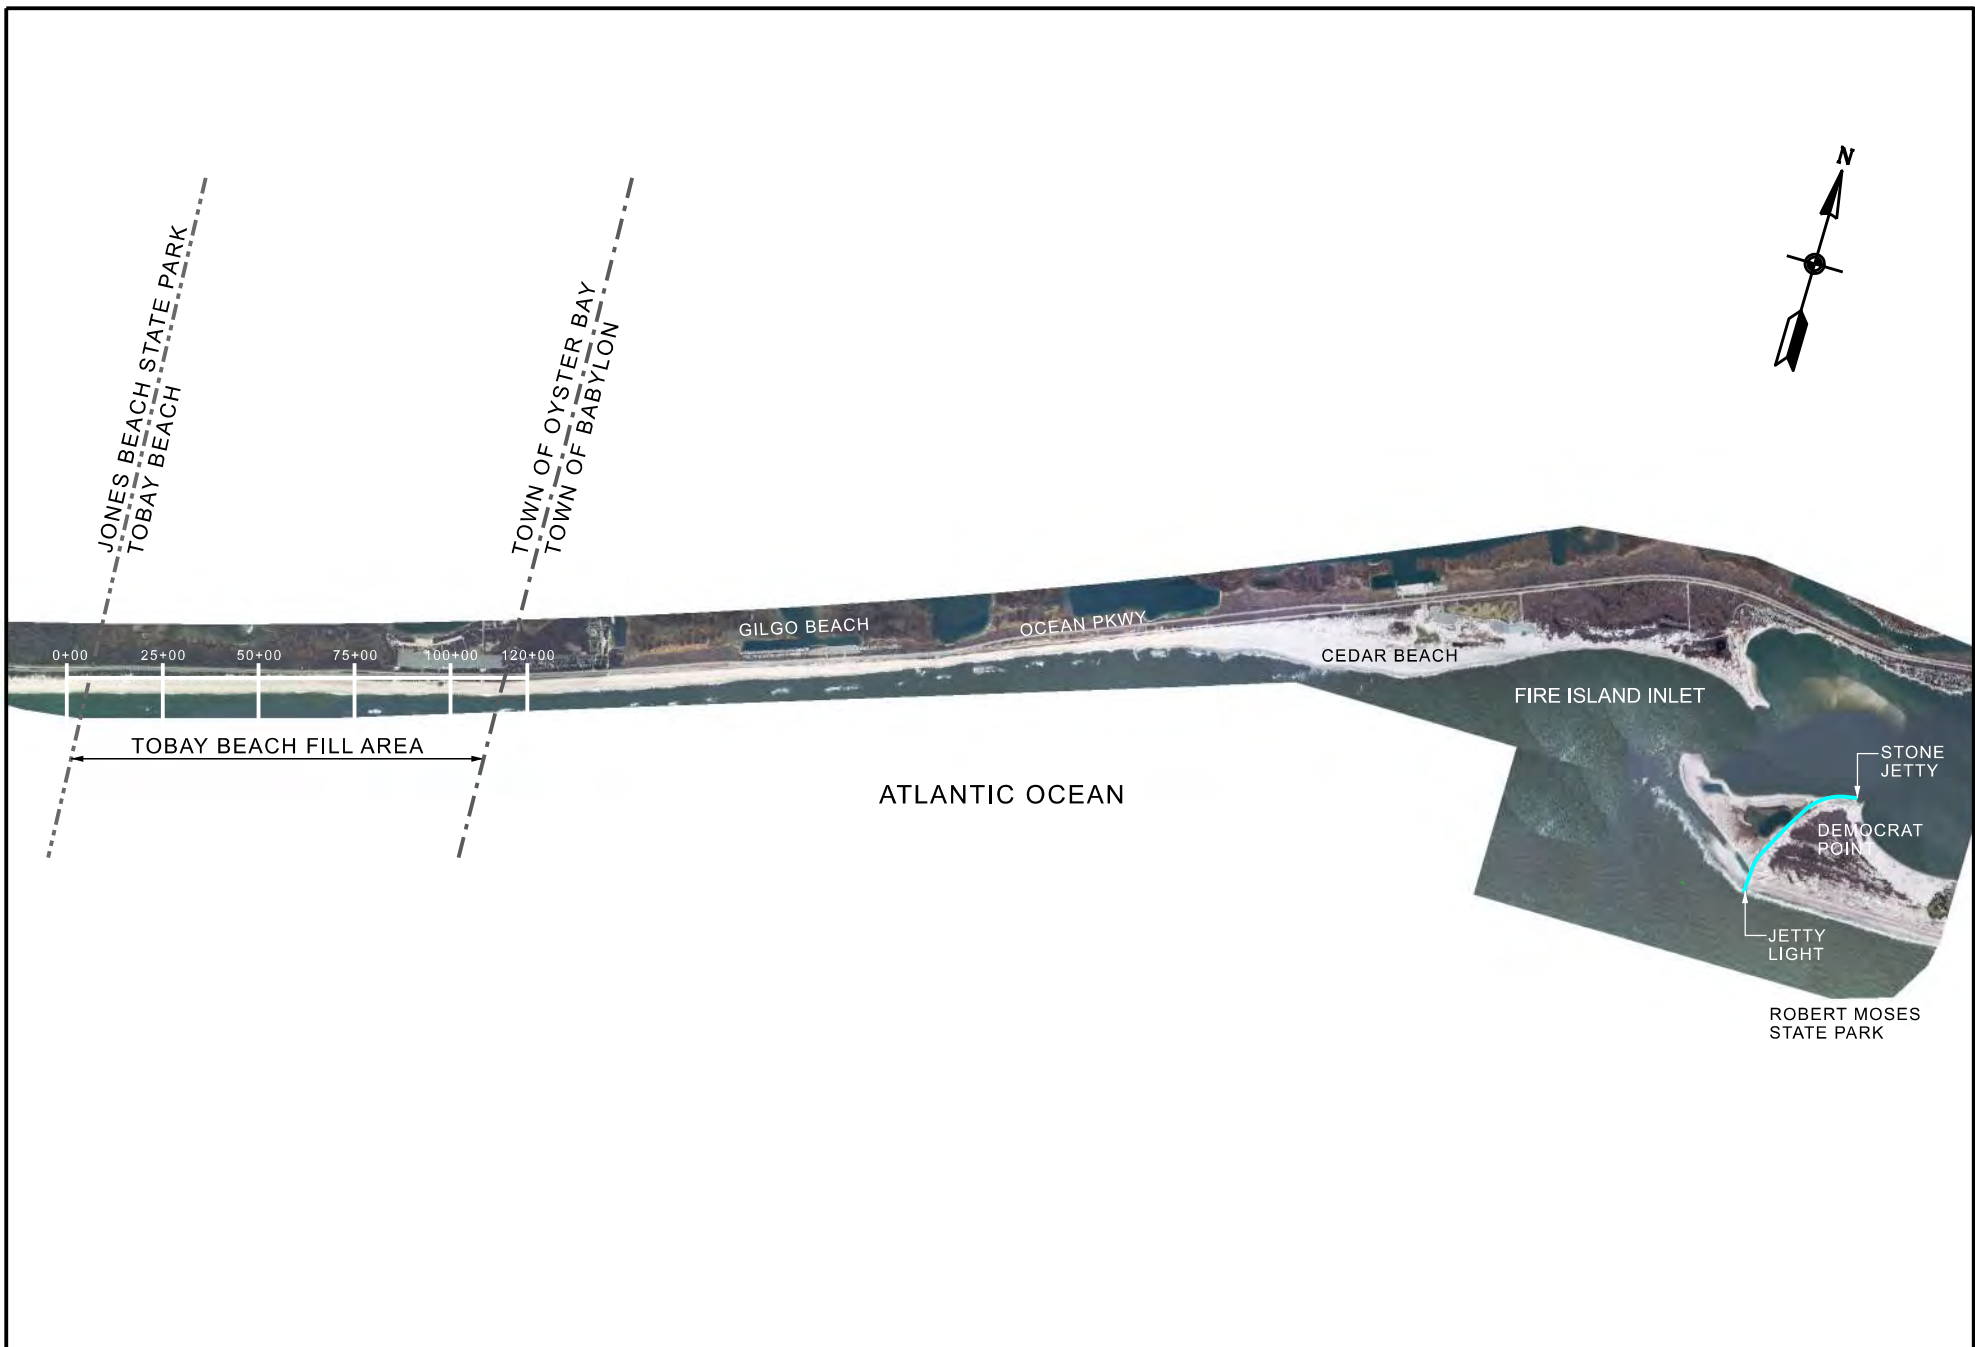 N
JONES BEACH STATE PARK
TOBAY BEACH
TOWN OF OYSTER BAY
TOWN OF BABYLON
GILGO BEACH
OCEAN PKWY
0+00 25+00 50+00 75+00 100+00 120+00
CEDAR BEACH
FIRE ISLAND INLET
TOBAY BEACH FILL AREA
STONE
JETTY
ATLANTIC OCEAN
DEMOCRAT
POINT
JETTY
LIGHT
ROBERT MOSES
STATE PARK